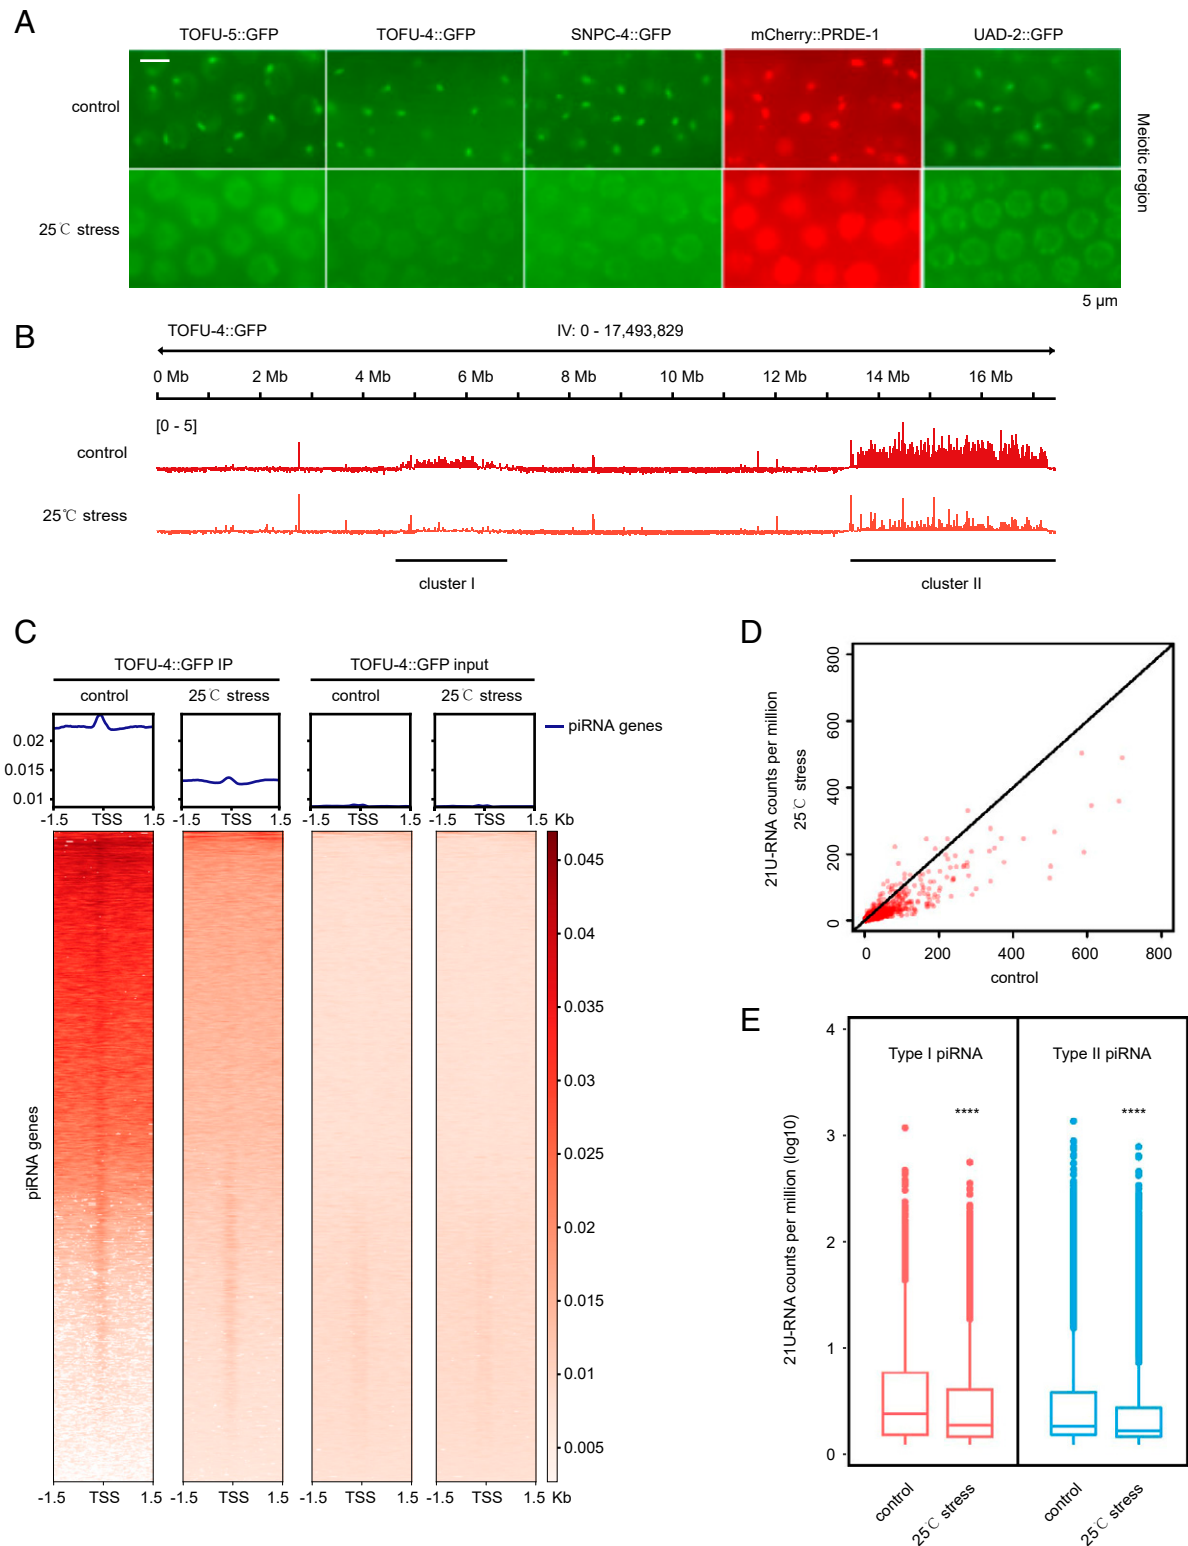 A
TOFU-5::GFP TOFU-4::GFP SNPC-4::GFP mCherry::PRDE-1 UAD-2::GFP
control
25℃ stress
Meiotic region
5 µm
B
TOFU-4::GFP IV: 0 - 17,493,829
0 Mb 2 Mb 4 Mb 6 Mb 8 Mb 10 Mb 12 Mb 14 Mb 16 Mb
[0 - 5]
control
25℃ stress
cluster I cluster II
C
TOFU-4::GFP IP TOFU-4::GFP input
control 25℃ stress control 25℃ stress
piRNA genes
0.02
0.015
0.01
-1.5 TSS 1.5 -1.5 TSS 1.5 -1.5 TSS 1.5 -1.5 TSS 1.5 Kb
0.045
0.04
0.035
0.03
0.025
0.02
0.015
0.01
0.005
piRNA genes
-1.5 TSS 1.5 -1.5 TSS 1.5 -1.5 TSS 1.5 -1.5 TSS 1.5 Kb
D
21U-RNA counts per million
25℃ stress
800
600
400
200
0
0 200 400 600 800
control
E
21U-RNA counts per million (log10)
4
3
2
1
0
Type I piRNA Type II piRNA
**** ****
control 25℃ stress control 25℃ stress